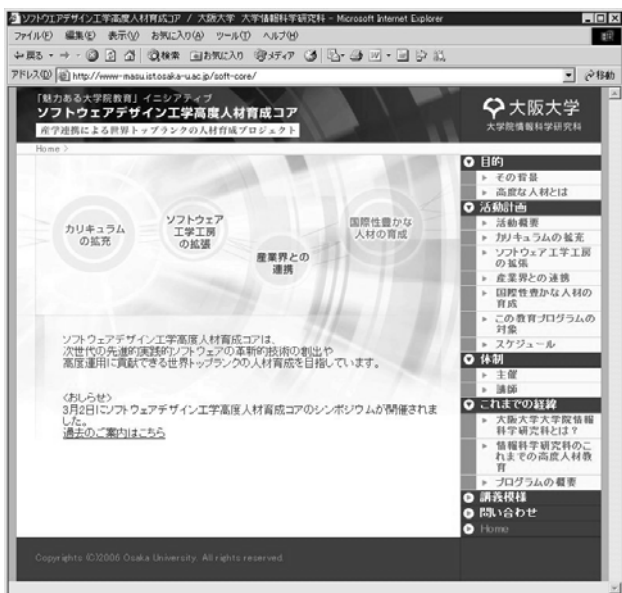 ソフトウエアデザイン工学高度人材育成コア / 大阪大学 大学情報科学研究科 - Microsoft Internet Explorer
ファイル(F) 編集(E) 表示(V) お気に入り(A) ツール(T) ヘルプ(H)
戻る 検索 お気に入り メディア
アドレス(D) http://www-masu.ist.osaka-u.ac.jp/soft-core/ 移動
「魅力ある大学院教育」イニシアティブ
ソフトウェアデザイン工学高度人材育成コア
産学連携による世界トップランクの人材育成プロジェクト
大阪大学
大学院情報科学研究科
Home >
カリキュラム
の拡充
ソフトウェア
工学工房
の拡張
産業界との
連携
国際性豊かな
人材の育成
ソフトウェアデザイン工学高度人材育成コアは、
次世代の先進的実践的ソフトウェアの革新的技術の創出や
高度運用に貢献できる世界トップランクの人材育成を目指しています。
<おしらせ>
3月2日にソフトウェアデザイン工学高度人材育成コアのシンポジウムが開催されま
した。
過去のご案内はこちら
目的
その背景
高度な人材とは
活動計画
活動概要
カリキュラムの拡充
ソフトウェア工学工房
の拡張
産業界との連携
国際性豊かな人材の
育成
この教育プログラムの
対象
スケジュール
体制
主催
講師
これまでの経緯
大阪大学大学院情報
科学研究科とは？
情報科学研究科のこ
れまでの高度人材教
育
プログラムの概要
講義模様
問い合わせ
Home
Copyrights (C)2006 Osaka University. All rights reserved.